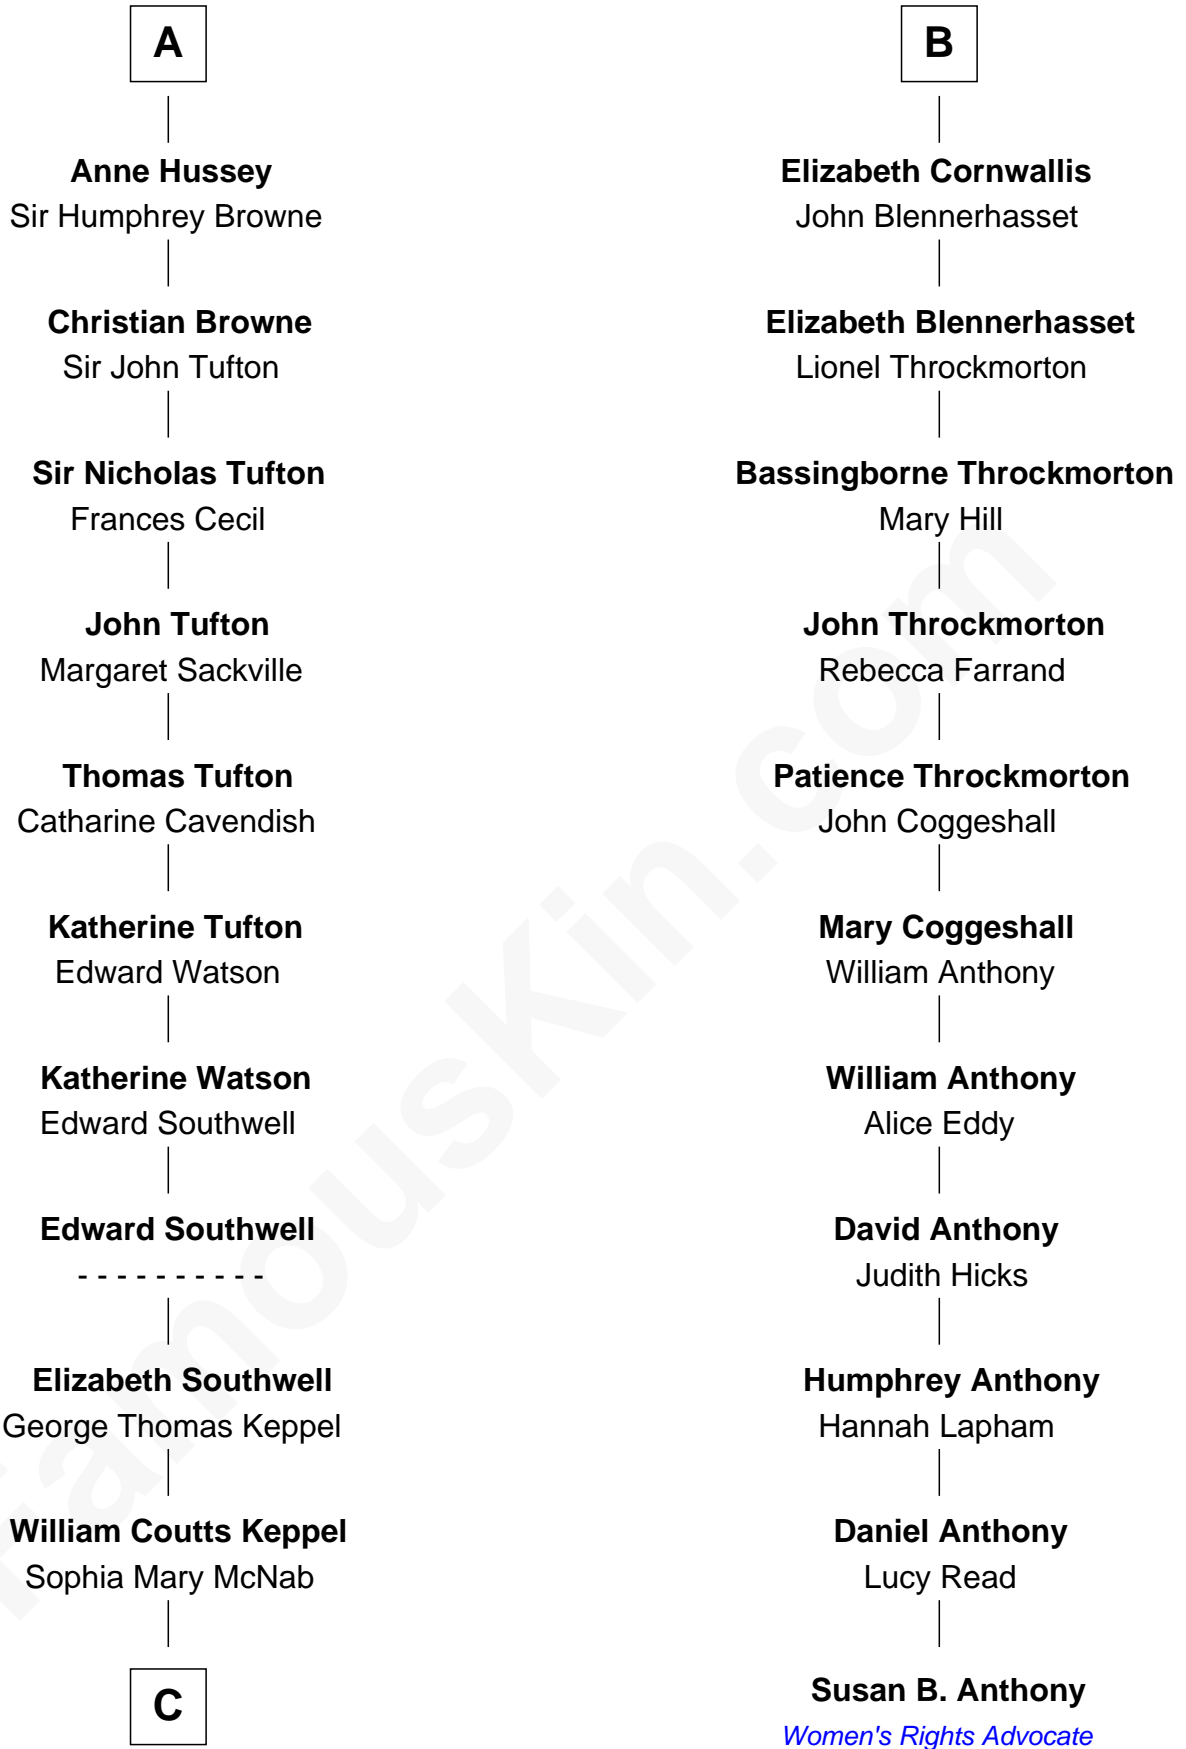 A
Anne Hussey
Sir Humphrey Browne
Christian Browne
Sir John Tufton
Sir Nicholas Tufton
Frances Cecil
John Tufton
Margaret Sackville
Thomas Tufton
Catharine Cavendish
Katherine Tufton
Edward Watson
Katherine Watson
Edward Southwell
Edward Southwell
- - - - - - - - - -
Elizabeth Southwell
George Thomas Keppel
William Coutts Keppel
Sophia Mary McNab
C
B
Elizabeth Cornwallis
John Blennerhasset
Elizabeth Blennerhasset
Lionel Throckmorton
Bassingborne Throckmorton
Mary Hill
John Throckmorton
Rebecca Farrand
Patience Throckmorton
John Coggeshall
Mary Coggeshall
William Anthony
William Anthony
Alice Eddy
David Anthony
Judith Hicks
Humphrey Anthony
Hannah Lapham
Daniel Anthony
Lucy Read
Susan B. Anthony
Women's Rights Advocate
FamousKin.com